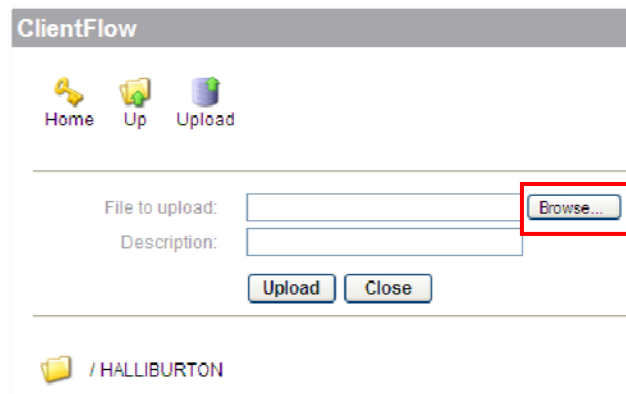 ClientFlow
Home Up Upload
File to upload: Browse...
Description:
Upload Close
/ HALLIBURTON